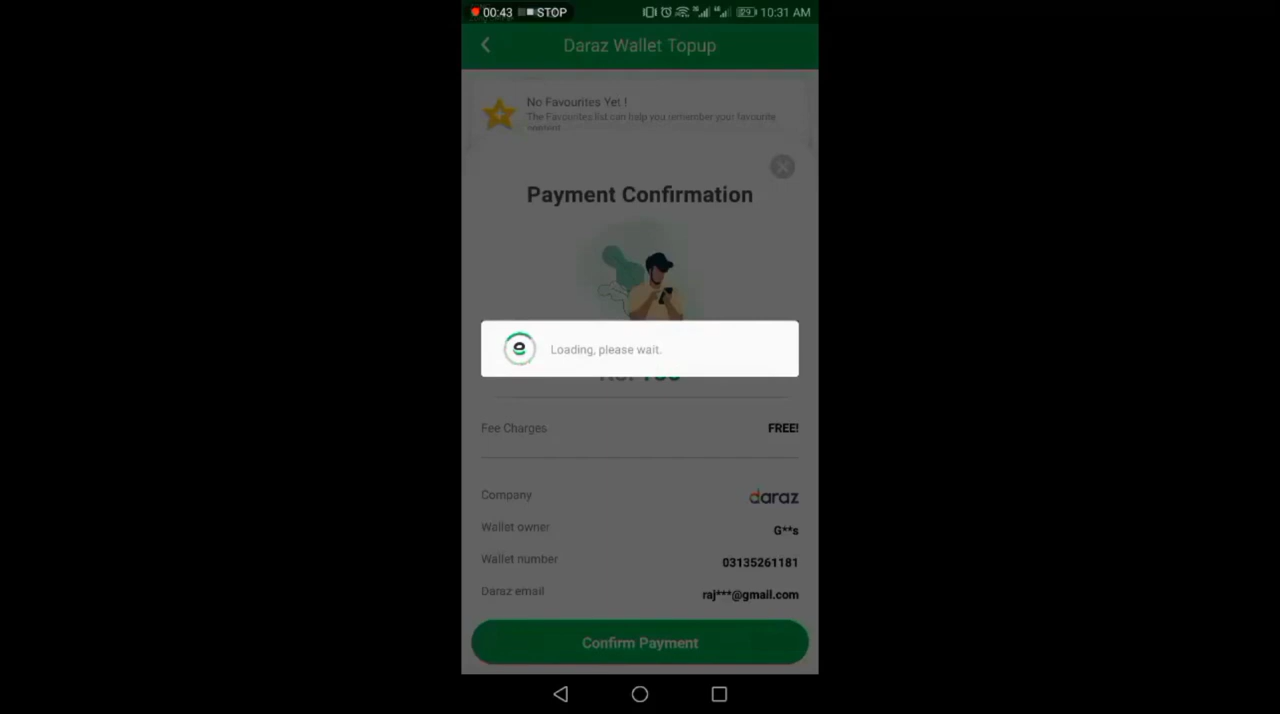 00:43 STOP 29 10:31 AM
Daraz Wallet Topup
No Favourites Yet !
The Favourites list can help you remember your favourite
payment
Payment Confirmation
e Loading, please wait.
Fee Charges FREE!
Company daraz
Wallet owner G**s
Wallet number 03135261181
Daraz email raj***@gmail.com
Confirm Payment